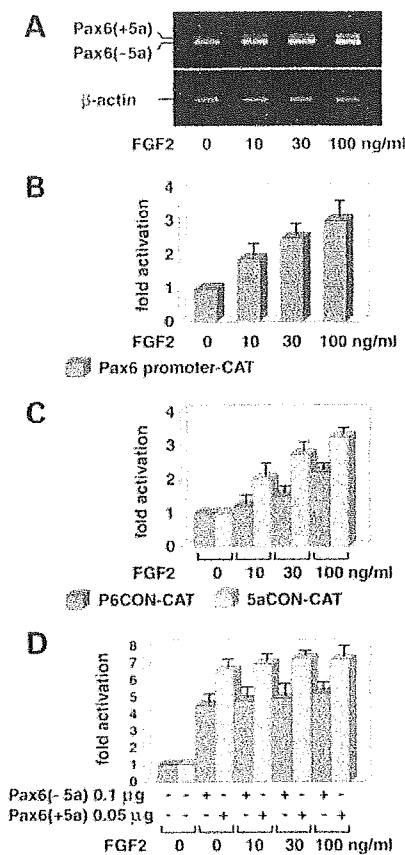 A
Pax6(+5a)
Pax6(−5a)
β-actin
FGF2 0 10 30 100 ng/ml
B
fold activation
4
3
2
1
0
FGF2 0 10 30 100 ng/ml
Pax6 promoter-CAT
C
fold activation
4
3
2
1
0
FGF2 0 10 30 100 ng/ml
P6CON-CAT 5aCON-CAT
D
fold activation
8
7
6
5
4
3
2
1
0
Pax6(- 5a) 0.1 μg - - + - + - + - + -
Pax6(+5a) 0.05 μg - - - + - + - + - +
FGF2 0 0 10 30 100 ng/ml